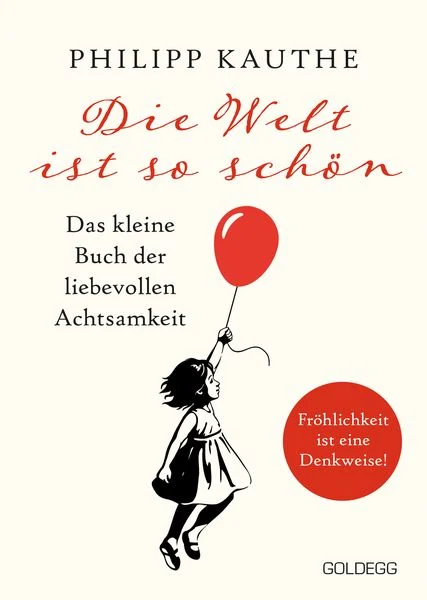 PHILIPP KAUTHE
Die Welt
ist so schön
Das kleine
Buch der
liebevollen
Achtsamkeit
Fröhlichkeit
ist eine
Denkweise!
GOLDEGG